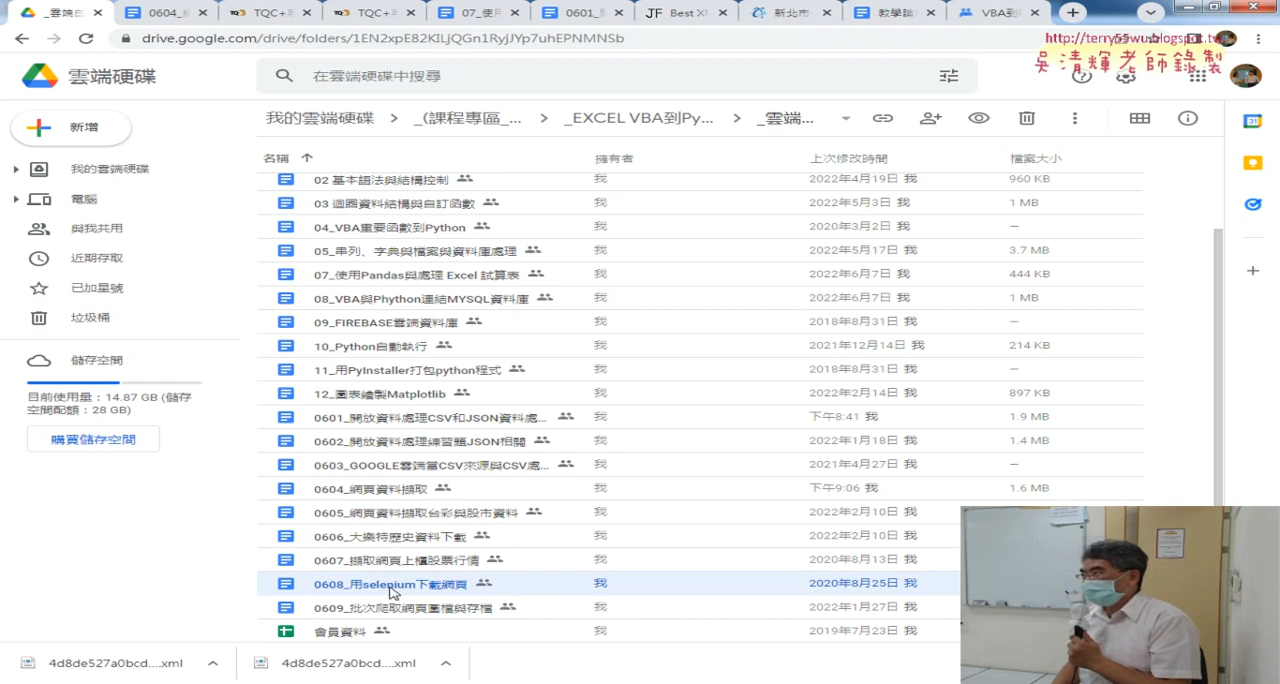 _雲端白
0604_
TQC+
TQC+
07_使用
0601_
JF Best XM
新北市
教學論
VBA到
drive.google.com/drive/folders/1EN2xpE82KILjQGn1RyjJYp7uhEPNMNSb
http://terry55wu.blogspot.tw
吳清輝老師錄製
雲端硬碟
在雲端硬碟中搜尋
新增
我的雲端硬碟
電腦
與我共用
近期存取
已加星號
垃圾桶
儲存空間
目前使用量：14.87 GB (儲存
空間配額：28 GB)
購買儲存空間
我的雲端硬碟 > _(課程專區_... > _EXCEL VBA到Py... > _雲端...
名稱 擁有者 上次修改時間 檔案大小
02 基本語法與結構控制 我 2022年4月19日 我 960 KB
03 迴圈資料結構與自訂函數 我 2022年5月3日 我 1 MB
04_VBA重要函數到Python 我 2020年3月2日 我 —
05_串列、字典與檔案與資料庫處理 我 2022年5月17日 我 3.7 MB
07_使用Pandas與處理 Excel 試算表 我 2022年6月7日 我 444 KB
08_VBA與Phython連結MYSQL資料庫 我 2022年6月7日 我 1 MB
09_FIREBASE雲端資料庫 我 2018年8月31日 我 —
10_Python自動執行 我 2021年12月14日 我 214 KB
11_用PyInstaller打包python程式 我 2018年8月31日 我 —
12_圖表繪製Matplotlib 我 2022年2月14日 我 897 KB
0601_開放資料處理CSV和JSON資料處... 我 下午8:41 我 1.9 MB
0602_開放資料處理練習題JSON相關 我 2022年1月18日 我 1.4 MB
0603_GOOGLE雲端當CSV來源與CSV處... 我 2021年4月27日 我 —
0604_網頁資料擷取 我 下午9:06 我 1.6 MB
0605_網頁資料擷取台彩與股市資料 我 2022年2月10日 我
0606_大樂特歷史資料下載 我 2022年2月10日 我
0607_擷取網頁上櫃股票行情 我 2020年8月13日 我
0608_用selenium下載網頁 我 2020年8月25日 我
0609_批次爬取網頁圖檔與存檔 我 2022年1月27日 我
會員資料 我 2019年7月23日 我
4d8de527a0bcd....xml
4d8de527a0bcd....xml